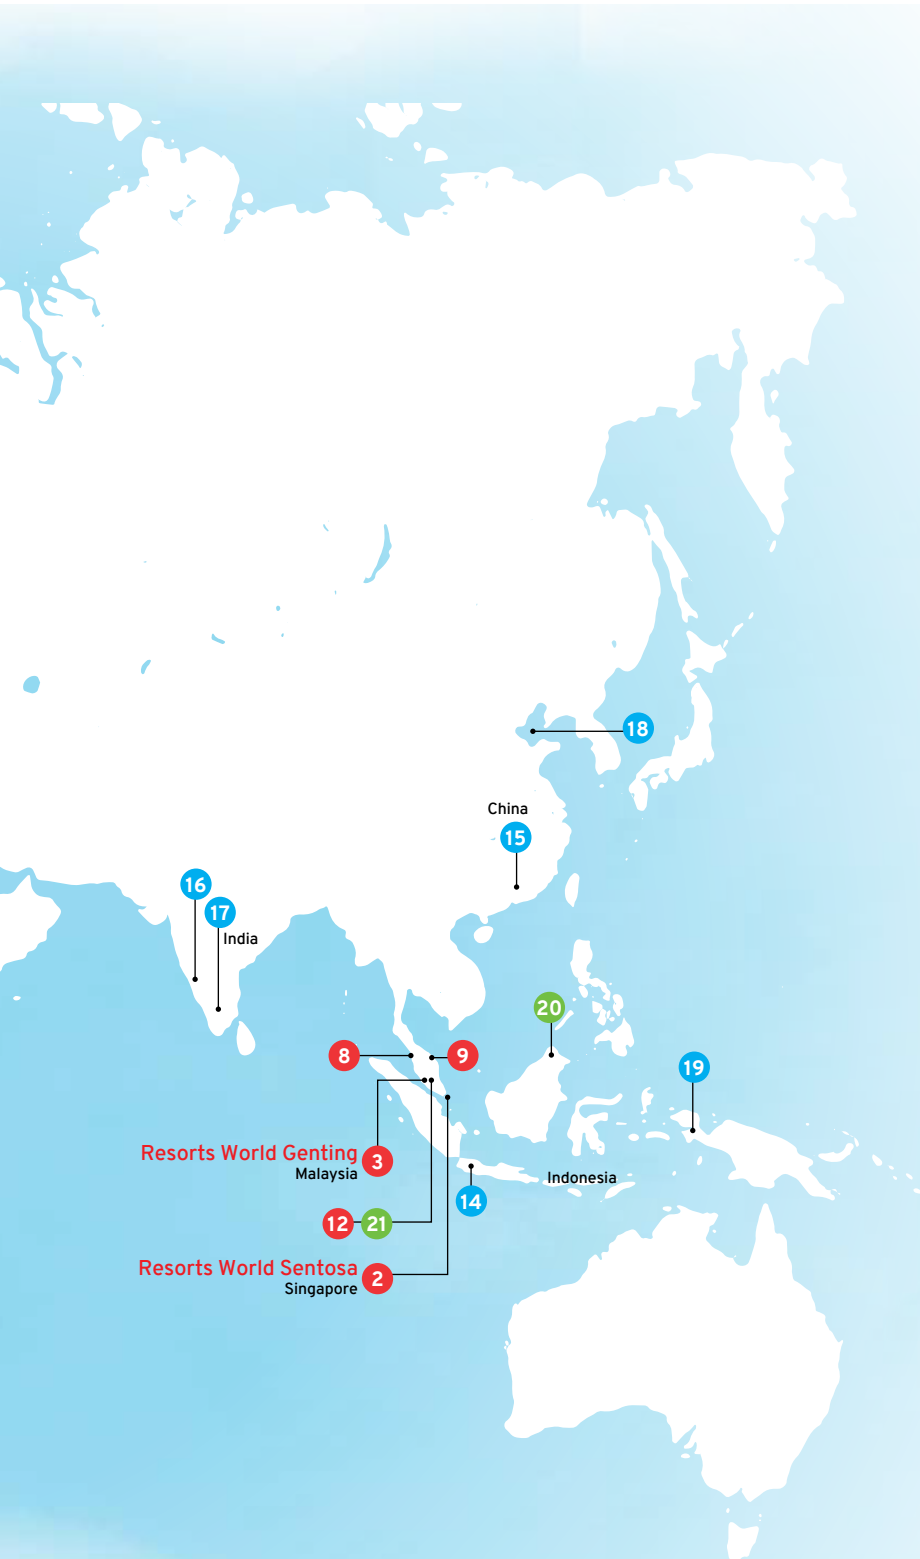 18
China
15
16
17
India
20
8
9
19
Resorts World Genting
Malaysia
3
Indonesia
14
12
21
Resorts World Sentosa
Singapore
2